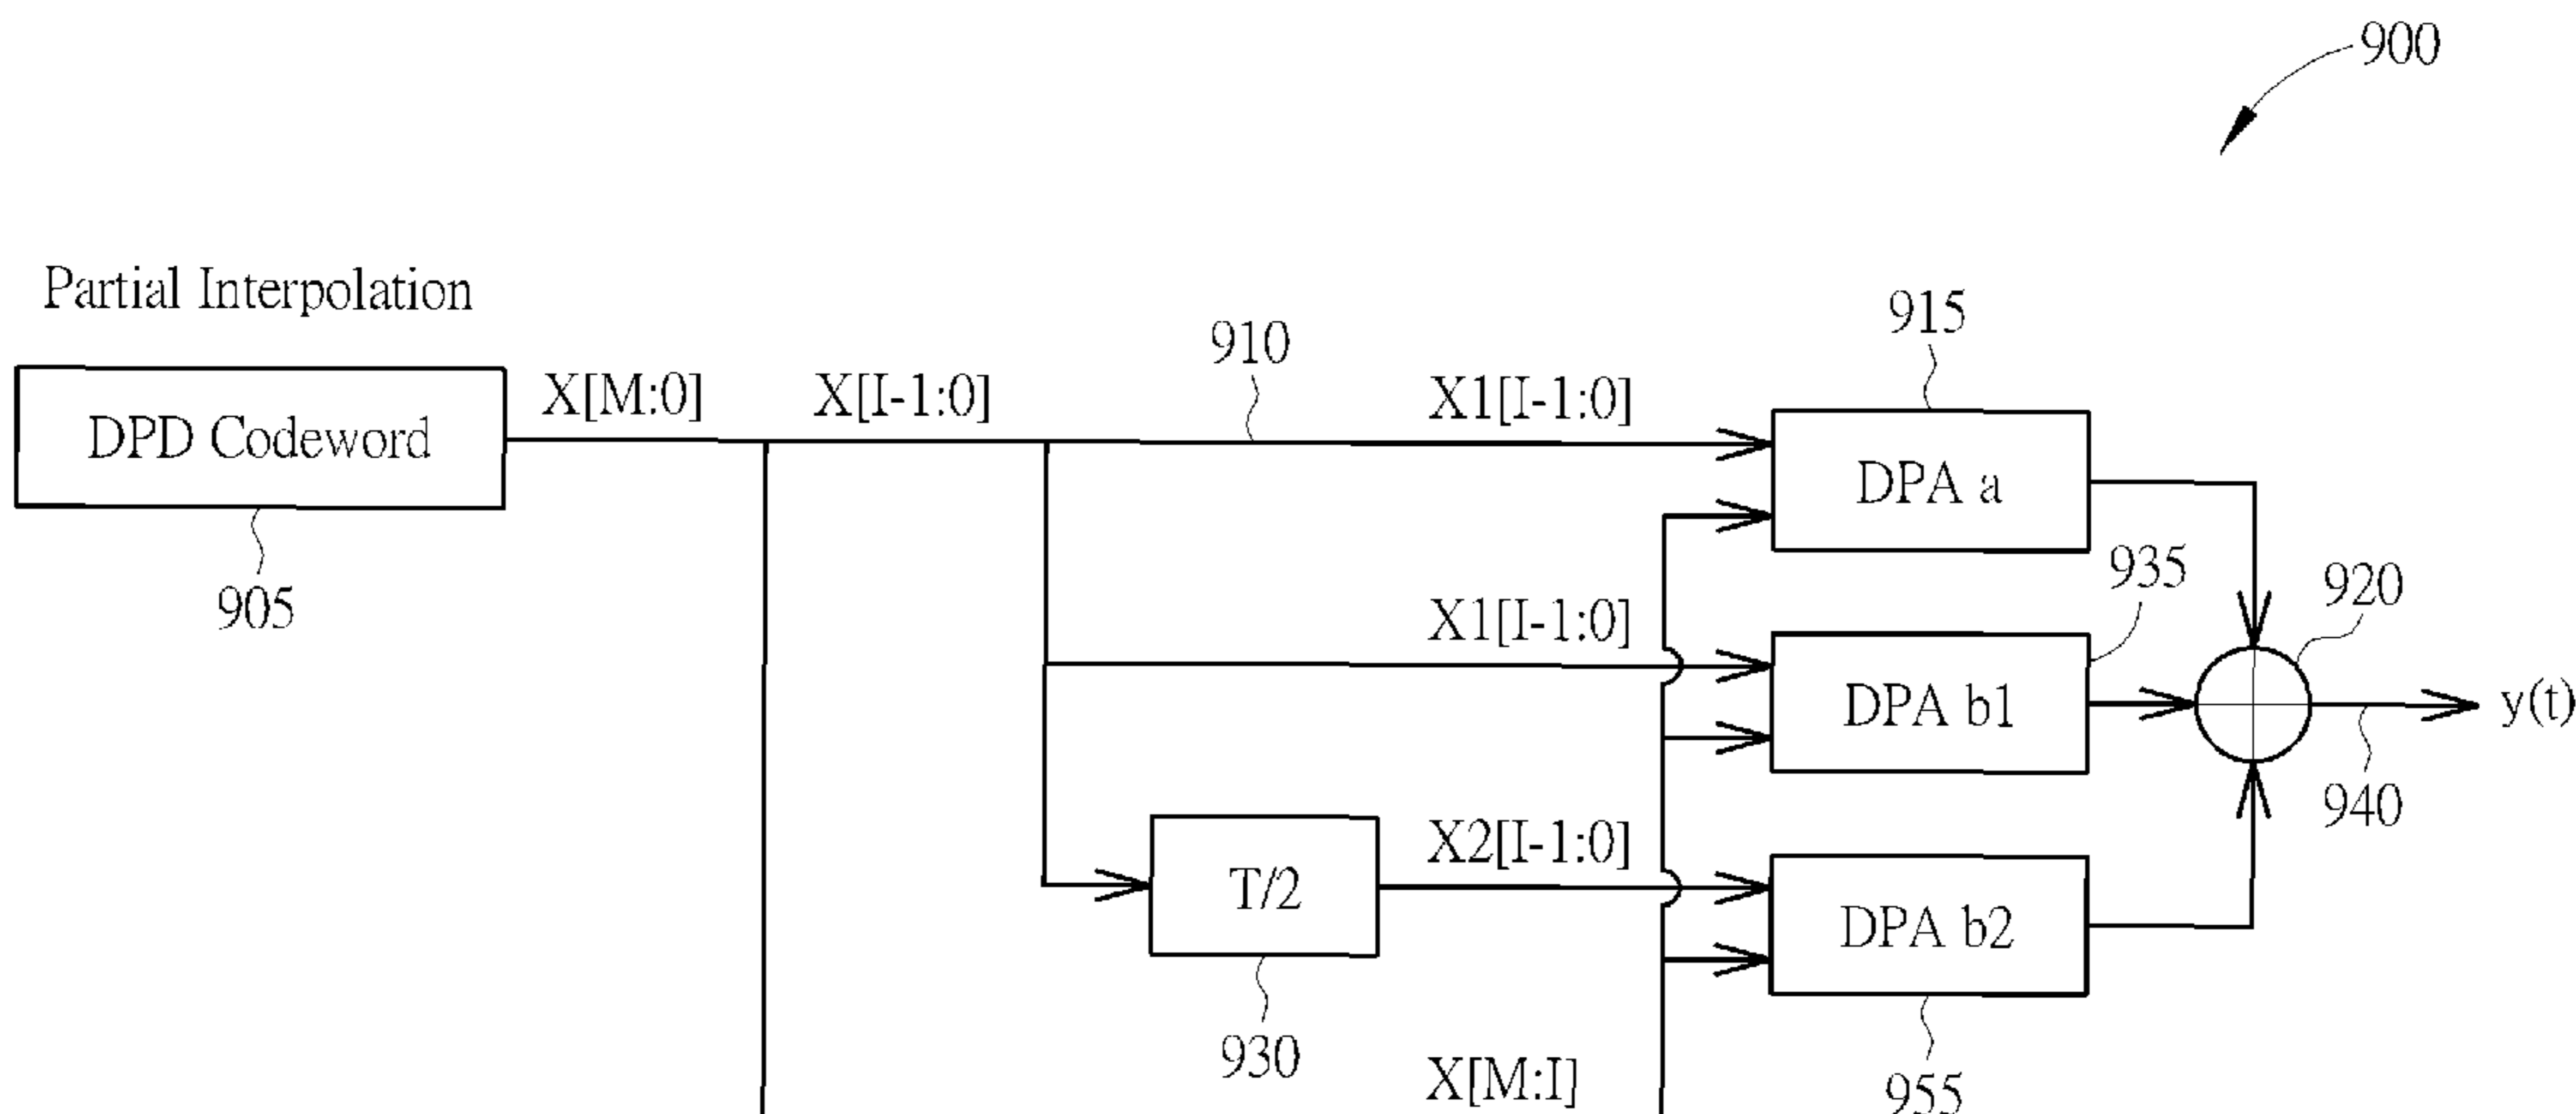 900
Partial Interpolation
DPD Codeword
905
X[M:0]
X[I-1:0]
910
X1[I-1:0]
915
DPA a
X1[I-1:0]
935
DPA b1
920
y(t)
940
T/2
930
X2[I-1:0]
DPA b2
955
X[M:I]